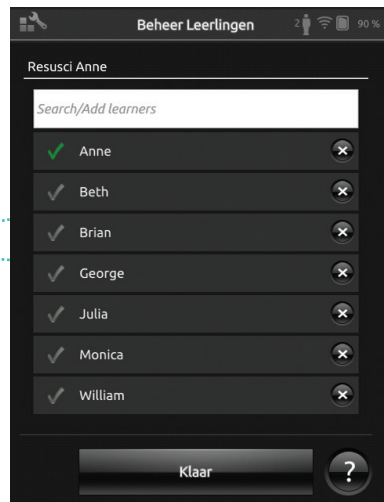 Beheer Leerlingen 2 90 %
Resusci Anne
Search/Add learners
Anne
Beth
Brian
George
Julia
Monica
William
Klaar ?